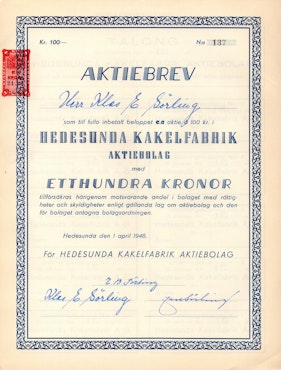 Kr. 100:— No 137
AKTIEBREV
Herr Klas E Sörling
som till fullo inbetalt beloppet en aktie à 100 kr. i
HEDESUNDA KAKELFABRIK
AKTIEBOLAG
med
ETTHUNDRA KRONOR
tillförsäkras härigenom motsvarande andel i bolaget med rättig-
heter och skyldigheter enligt gällande lag om aktiebolag och den
för bolaget antagna bolagsordningen.
Hedesunda den 1 april 1948.
För HEDESUNDA KAKELFABRIK AKTIEBOLAG
Klas E Sörling